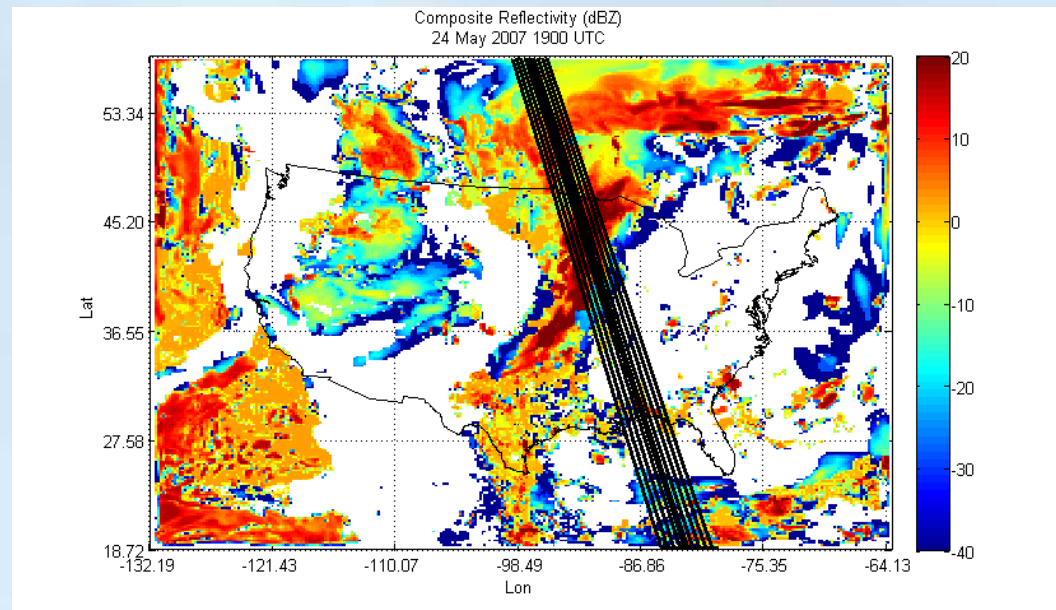 Composite Reflectivity (dBZ)
24 May 2007 1900 UTC
53.34
45.20
36.55
27.58
18.72
Lat
-132.19 -121.43 -110.07 -98.49 -86.86 -75.35 -64.13
Lon
20
10
0
-10
-20
-30
-40